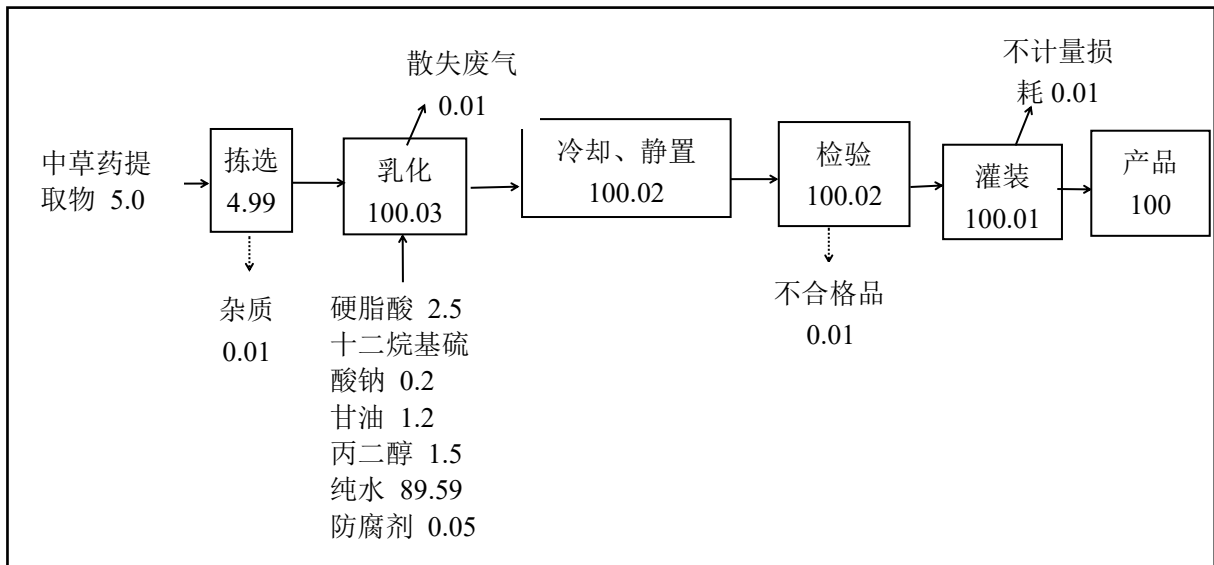 散失废气
0.01
不计量损
耗 0.01
中草药提
取物 5.0
拣选
4.99
乳化
100.03
冷却、静置
100.02
检验
100.02
灌装
100.01
产品
100
杂质
0.01
硬脂酸 2.5
十二烷基硫
酸钠 0.2
甘油 1.2
丙二醇 1.5
纯水 89.59
防腐剂 0.05
不合格品
0.01